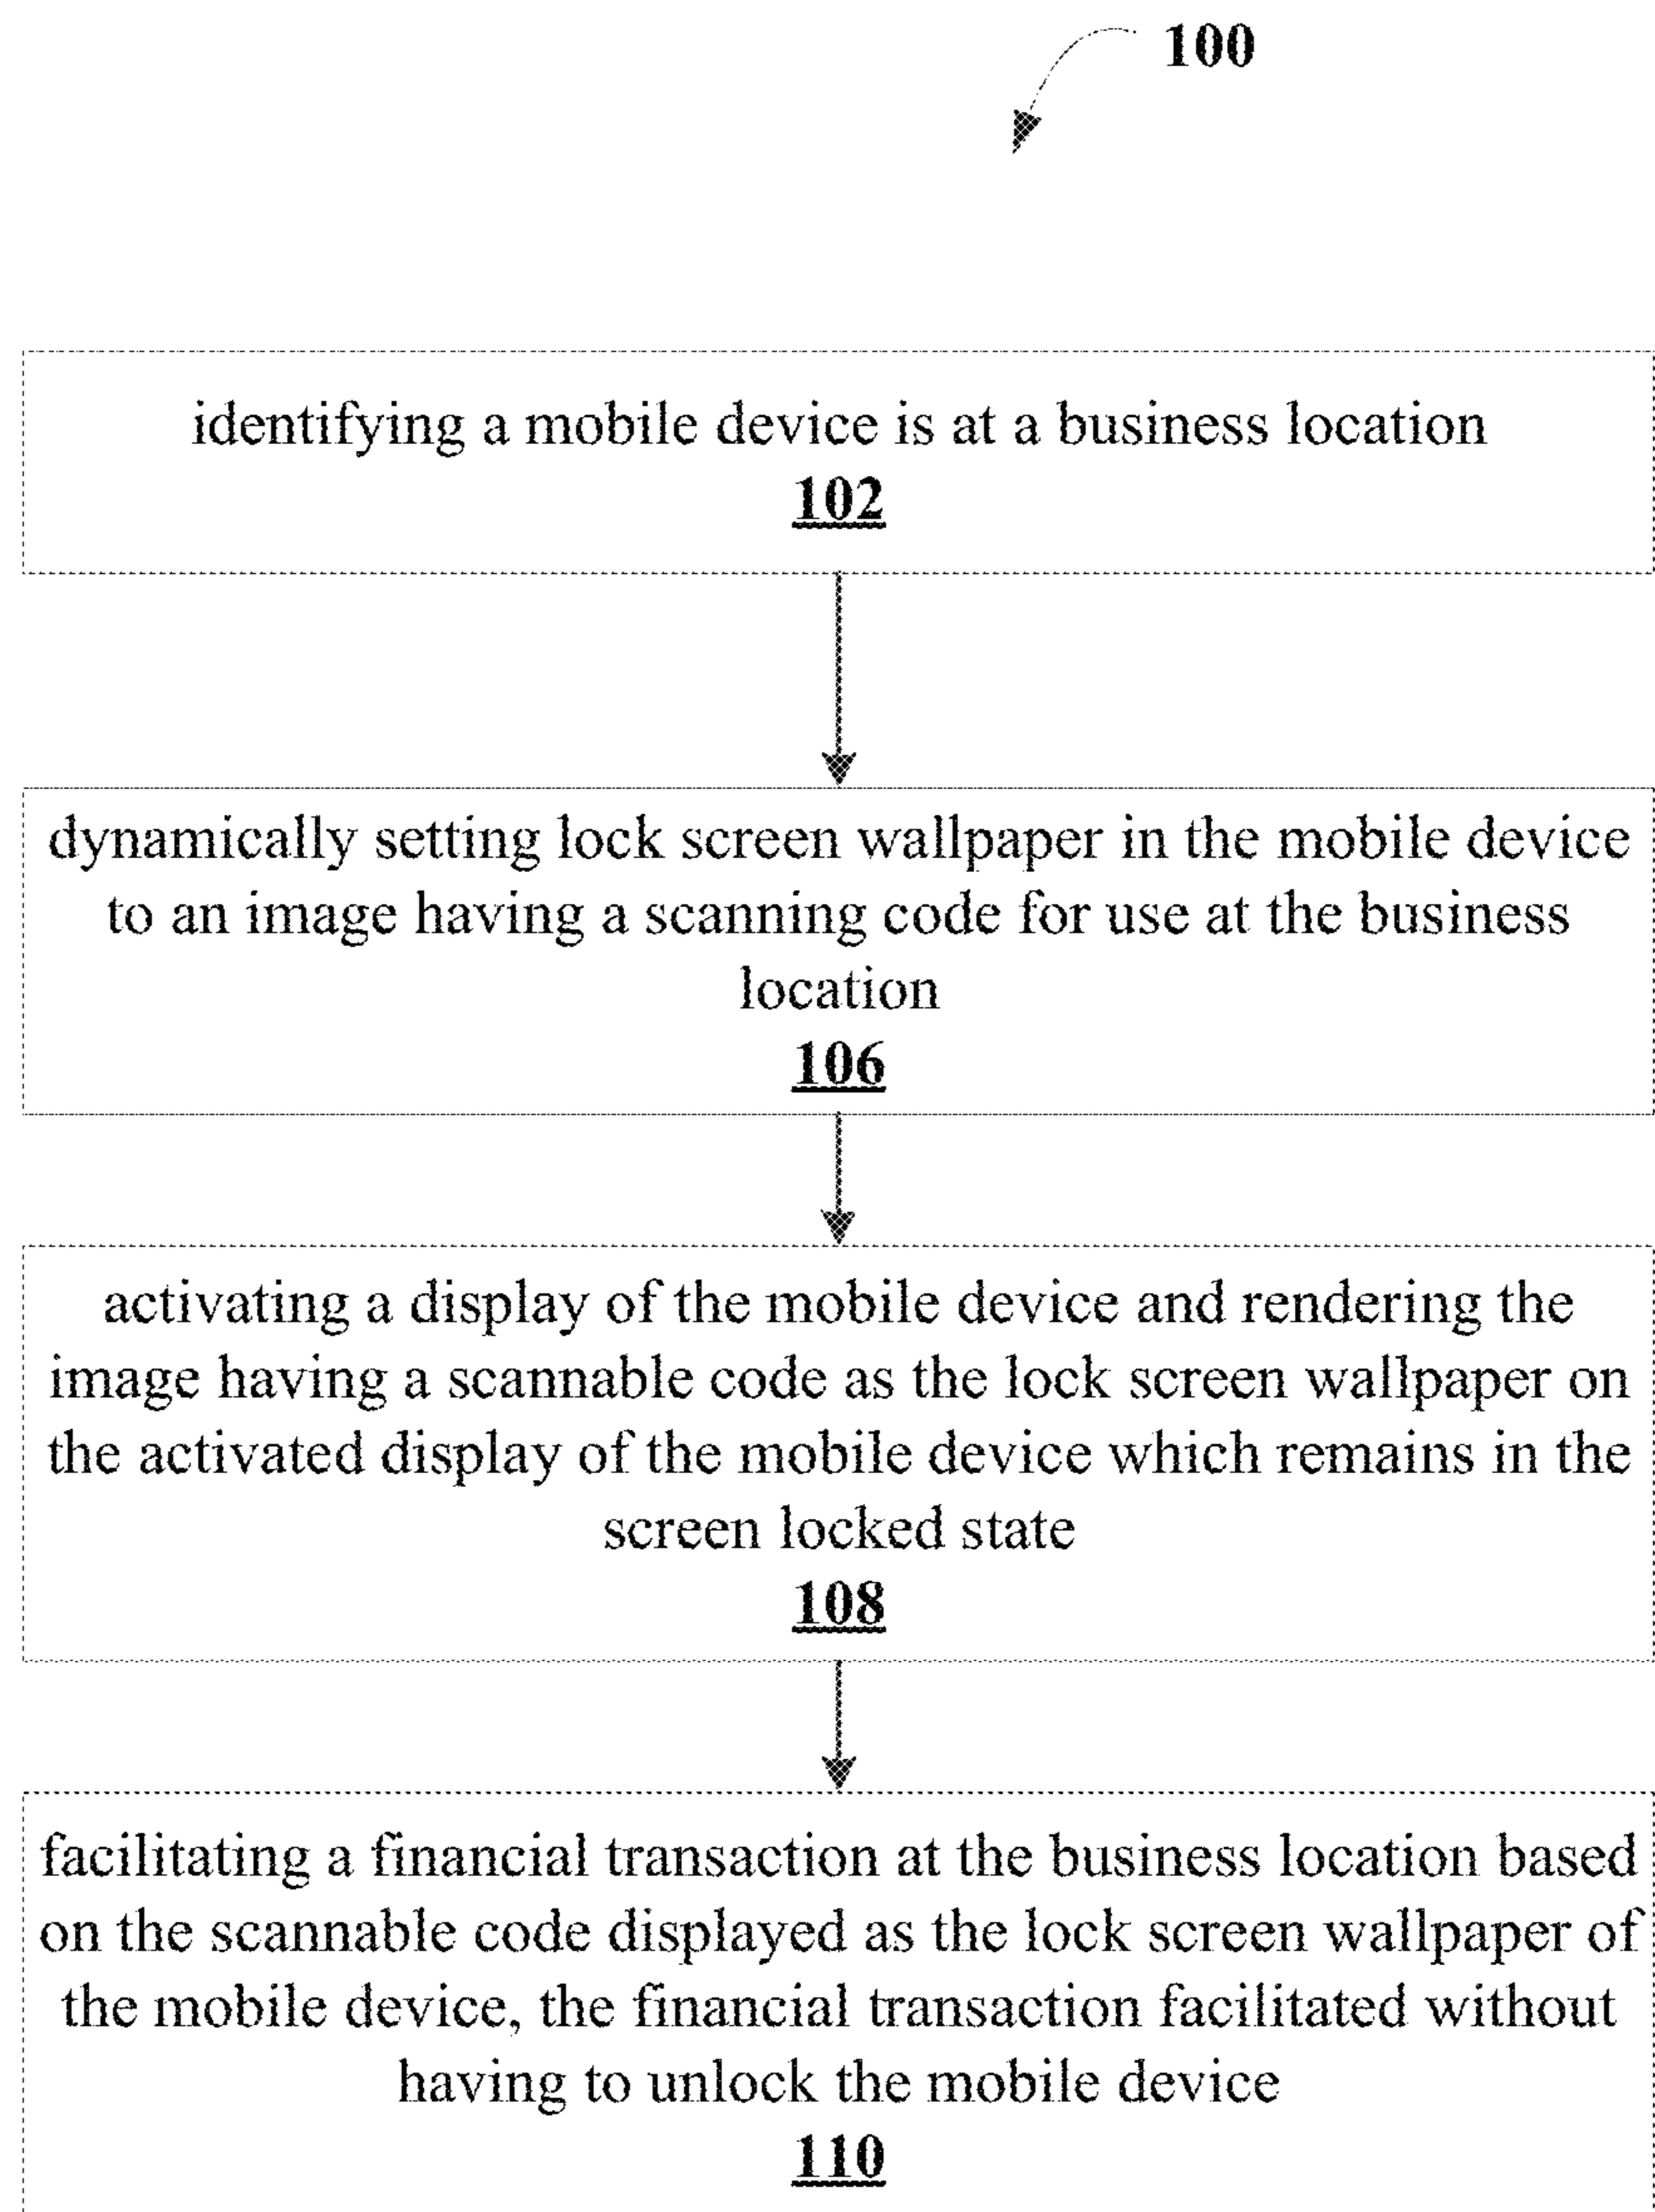 100
identifying a mobile device is at a business location
102
dynamically setting lock screen wallpaper in the mobile device
to an image having a scanning code for use at the business
location
106
activating a display of the mobile device and rendering the
image having a scannable code as the lock screen wallpaper on
the activated display of the mobile device which remains in the
screen locked state
108
facilitating a financial transaction at the business location based
on the scannable code displayed as the lock screen wallpaper of
the mobile device, the financial transaction facilitated without
having to unlock the mobile device
110